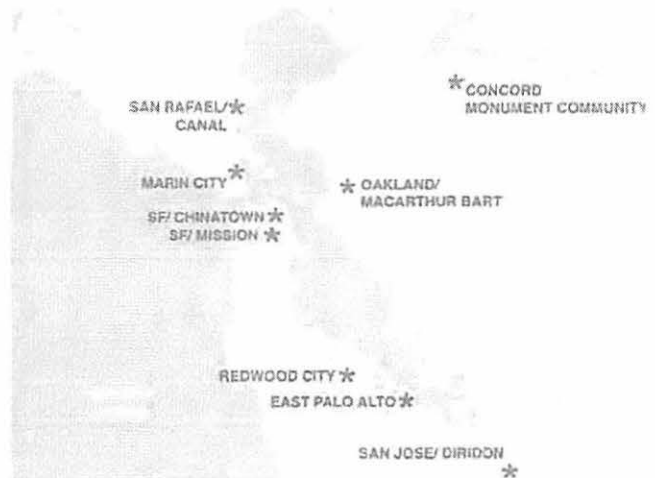 CONCORD
MONUMENT COMMUNITY
SAN RAFAEL/
CANAL
MARIN CITY
OAKLAND/
MACARTHUR BART
SF/ CHINATOWN
SF/ MISSION
REDWOOD CITY
EAST PALO ALTO
SAN JOSE/ DIRIDON